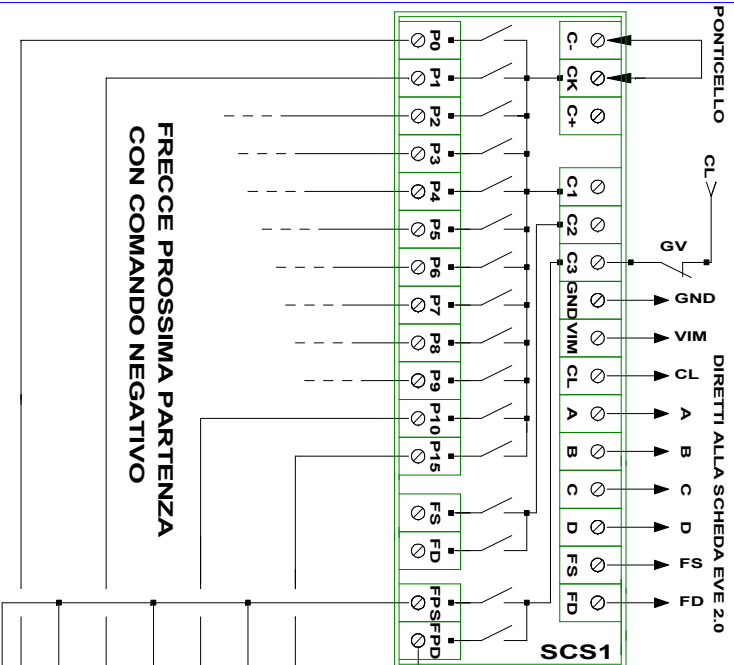 PONTICELLO
P0
P1
P2
P3
P4
P5
P6
P7
P8
P9
P10
P15
FS
FD
FPS
FPD
C-
CK
C+
C1
C2
C3
GND
VIM
CL
A
B
C
D
FS
FD
SCS1
CL
GV
GND
VIM
CL
A
B
C
D
FS
FD
DIRETTI ALLA SCHEDA EVE 2.0
FRECCE PROSSIMA PARTENZA
CON COMANDO NEGATIVO